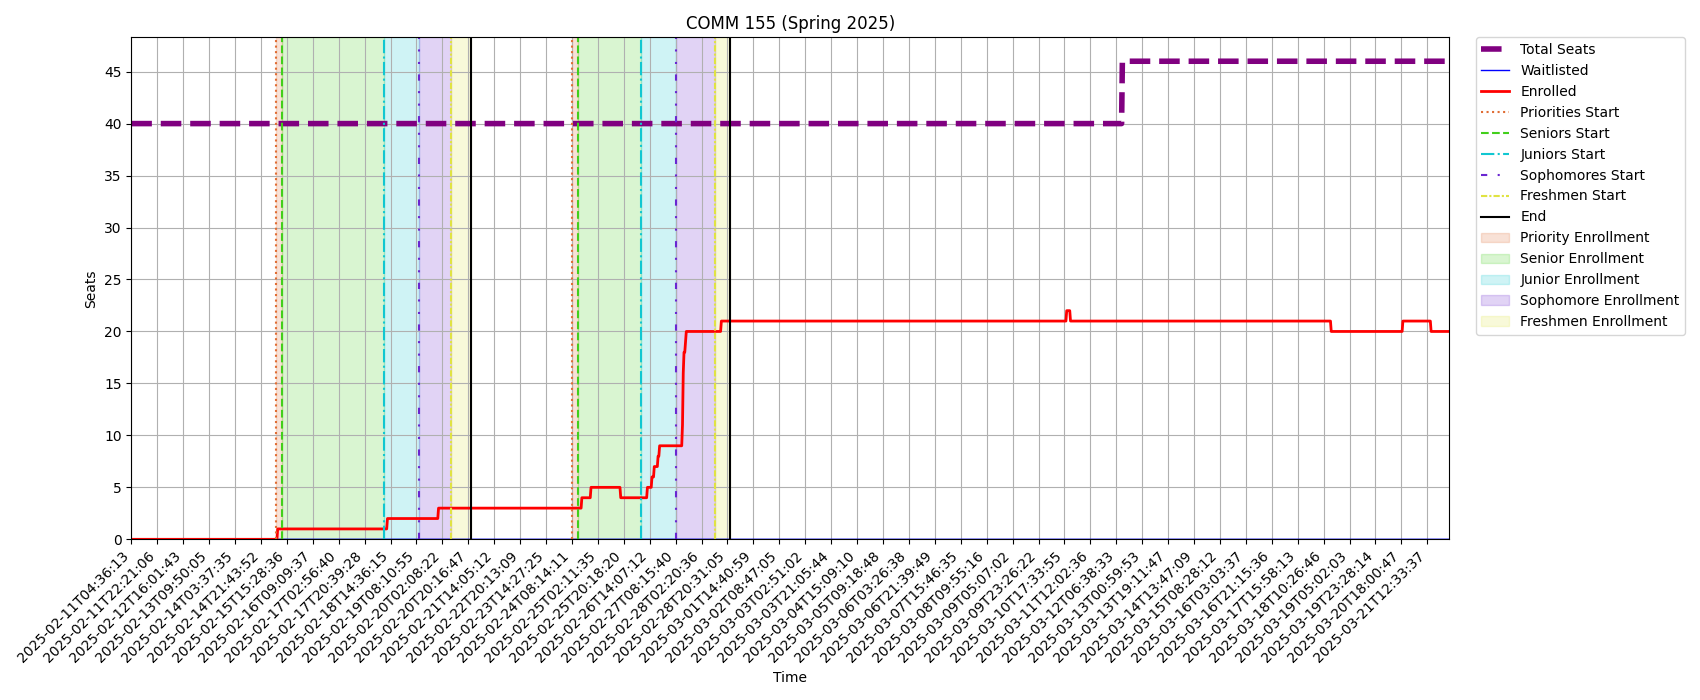 COMM 155 (Spring 2025)
Seats
45
40
35
30
25
20
15
10
5
0
2025-02-11T04:36:13
2025-02-11T22:21:06
2025-02-12T16:01:43
2025-02-13T09:50:05
2025-02-14T03:37:35
2025-02-14T21:43:52
2025-02-15T15:28:36
2025-02-16T09:09:37
2025-02-17T02:56:40
2025-02-17T20:39:28
2025-02-18T14:36:15
2025-02-19T08:10:55
2025-02-20T02:08:22
2025-02-20T20:16:47
2025-02-21T14:05:12
2025-02-22T20:13:09
2025-02-23T14:27:25
2025-02-24T08:14:11
2025-02-25T02:11:35
2025-02-25T20:18:20
2025-02-26T14:07:12
2025-02-27T08:15:40
2025-02-28T02:20:36
2025-02-28T20:31:05
2025-03-01T14:40:59
2025-03-02T08:47:05
2025-03-03T02:51:02
2025-03-03T21:05:44
2025-03-04T15:09:10
2025-03-05T09:18:48
2025-03-06T03:26:38
2025-03-06T21:39:49
2025-03-07T15:46:35
2025-03-08T09:55:16
2025-03-09T05:07:02
2025-03-09T23:26:22
2025-03-10T17:33:55
2025-03-11T12:02:36
2025-03-12T06:38:33
2025-03-13T00:59:53
2025-03-13T19:11:47
2025-03-14T13:47:09
2025-03-15T08:28:12
2025-03-16T03:03:37
2025-03-16T21:15:36
2025-03-17T15:58:13
2025-03-18T10:26:46
2025-03-19T05:02:03
2025-03-19T23:28:14
2025-03-20T18:00:47
2025-03-21T12:33:37
Time
Total Seats
Waitlisted
Enrolled
Priorities Start
Seniors Start
Juniors Start
Sophomores Start
Freshmen Start
End
Priority Enrollment
Senior Enrollment
Junior Enrollment
Sophomore Enrollment
Freshmen Enrollment